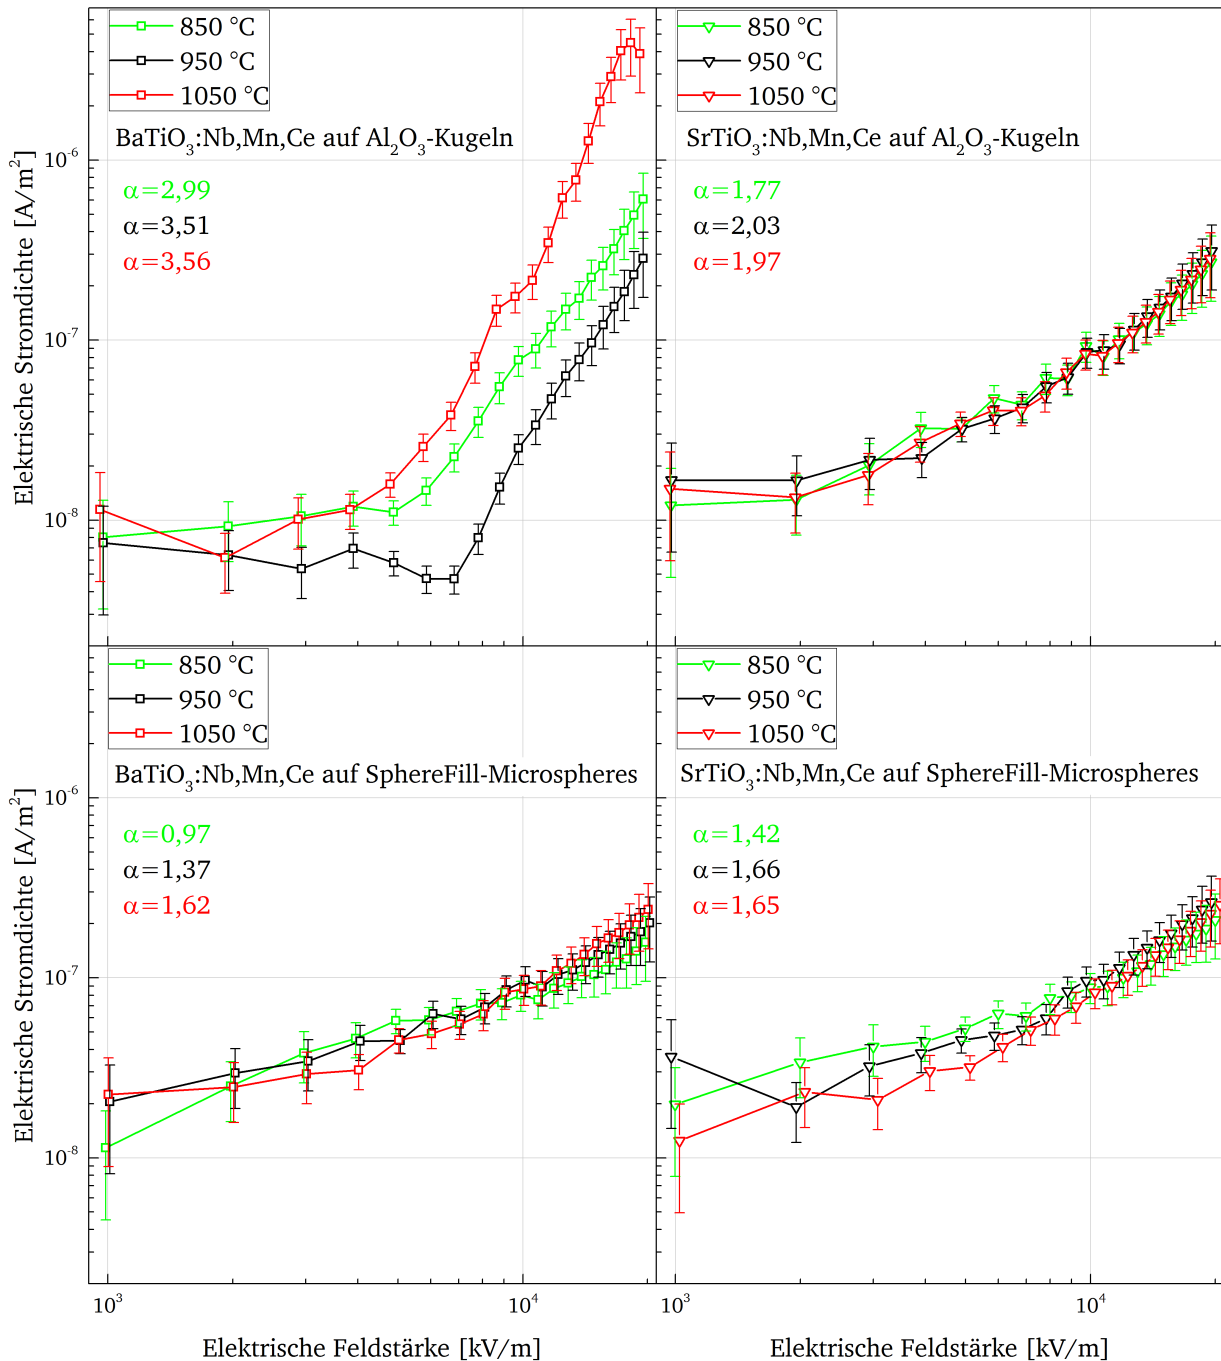 850 °C
950 °C
1050 °C
BaTiO₃:Nb,Mn,Ce auf Al₂O₃-Kugeln
α=2,99
α=3,51
α=3,56
10⁻⁶
10⁻⁷
10⁻⁸
Elektrische Stromdichte [A/m²]
850 °C
950 °C
1050 °C
SrTiO₃:Nb,Mn,Ce auf Al₂O₃-Kugeln
α=1,77
α=2,03
α=1,97
850 °C
950 °C
1050 °C
BaTiO₃:Nb,Mn,Ce auf SphereFill-Microspheres
α=0,97
α=1,37
α=1,62
10⁻⁶
10⁻⁷
10⁻⁸
Elektrische Stromdichte [A/m²]
10³
10⁴
Elektrische Feldstärke [kV/m]
850 °C
950 °C
1050 °C
SrTiO₃:Nb,Mn,Ce auf SphereFill-Microspheres
α=1,42
α=1,66
α=1,65
10³
10⁴
Elektrische Feldstärke [kV/m]